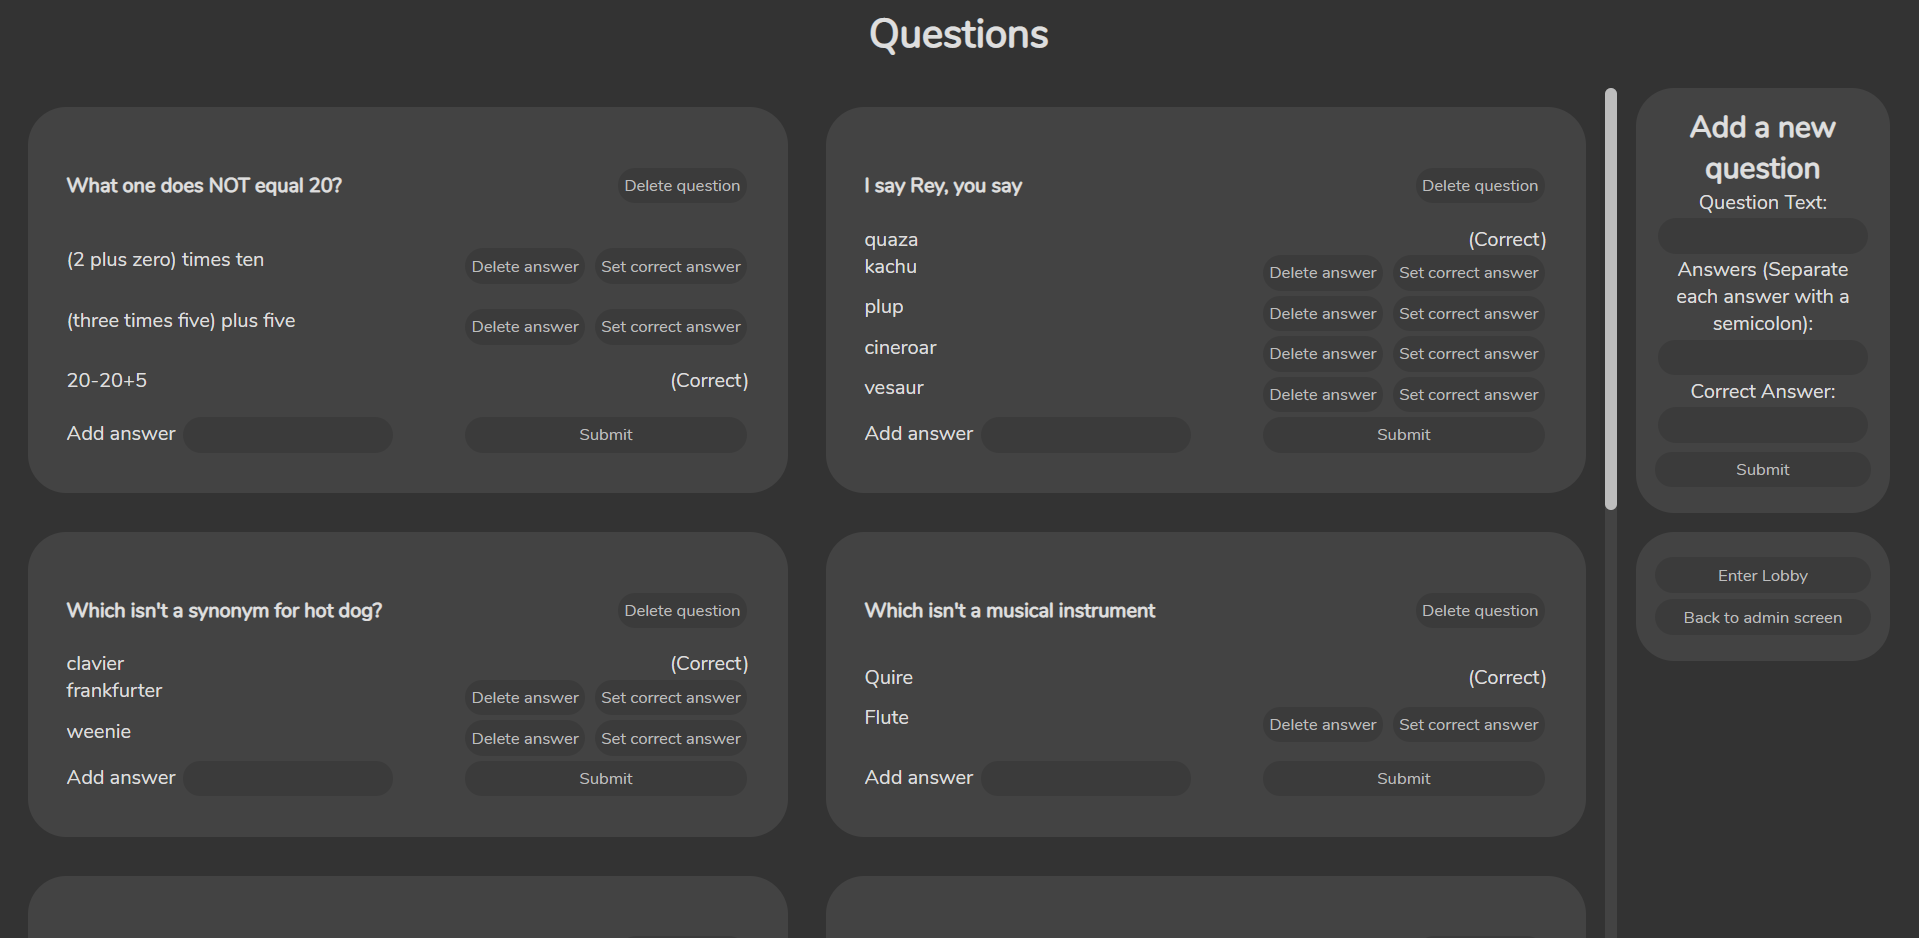 Questions
What one does NOT equal 20?
Delete question
(2 plus zero) times ten
Delete answer
Set correct answer
(three times five) plus five
Delete answer
Set correct answer
20-20+5
(Correct)
Add answer
Submit
I say Rey, you say
Delete question
quaza
(Correct)
kachu
Delete answer
Set correct answer
plup
Delete answer
Set correct answer
cineroar
Delete answer
Set correct answer
vesaur
Delete answer
Set correct answer
Add answer
Submit
Which isn't a synonym for hot dog?
Delete question
clavier
(Correct)
frankfurter
Delete answer
Set correct answer
weenie
Delete answer
Set correct answer
Add answer
Submit
Which isn't a musical instrument
Delete question
Quire
(Correct)
Flute
Delete answer
Set correct answer
Add answer
Submit
Add a new
question
Question Text:
Answers (Separate
each answer with a
semicolon):
Correct Answer:
Submit
Enter Lobby
Back to admin screen